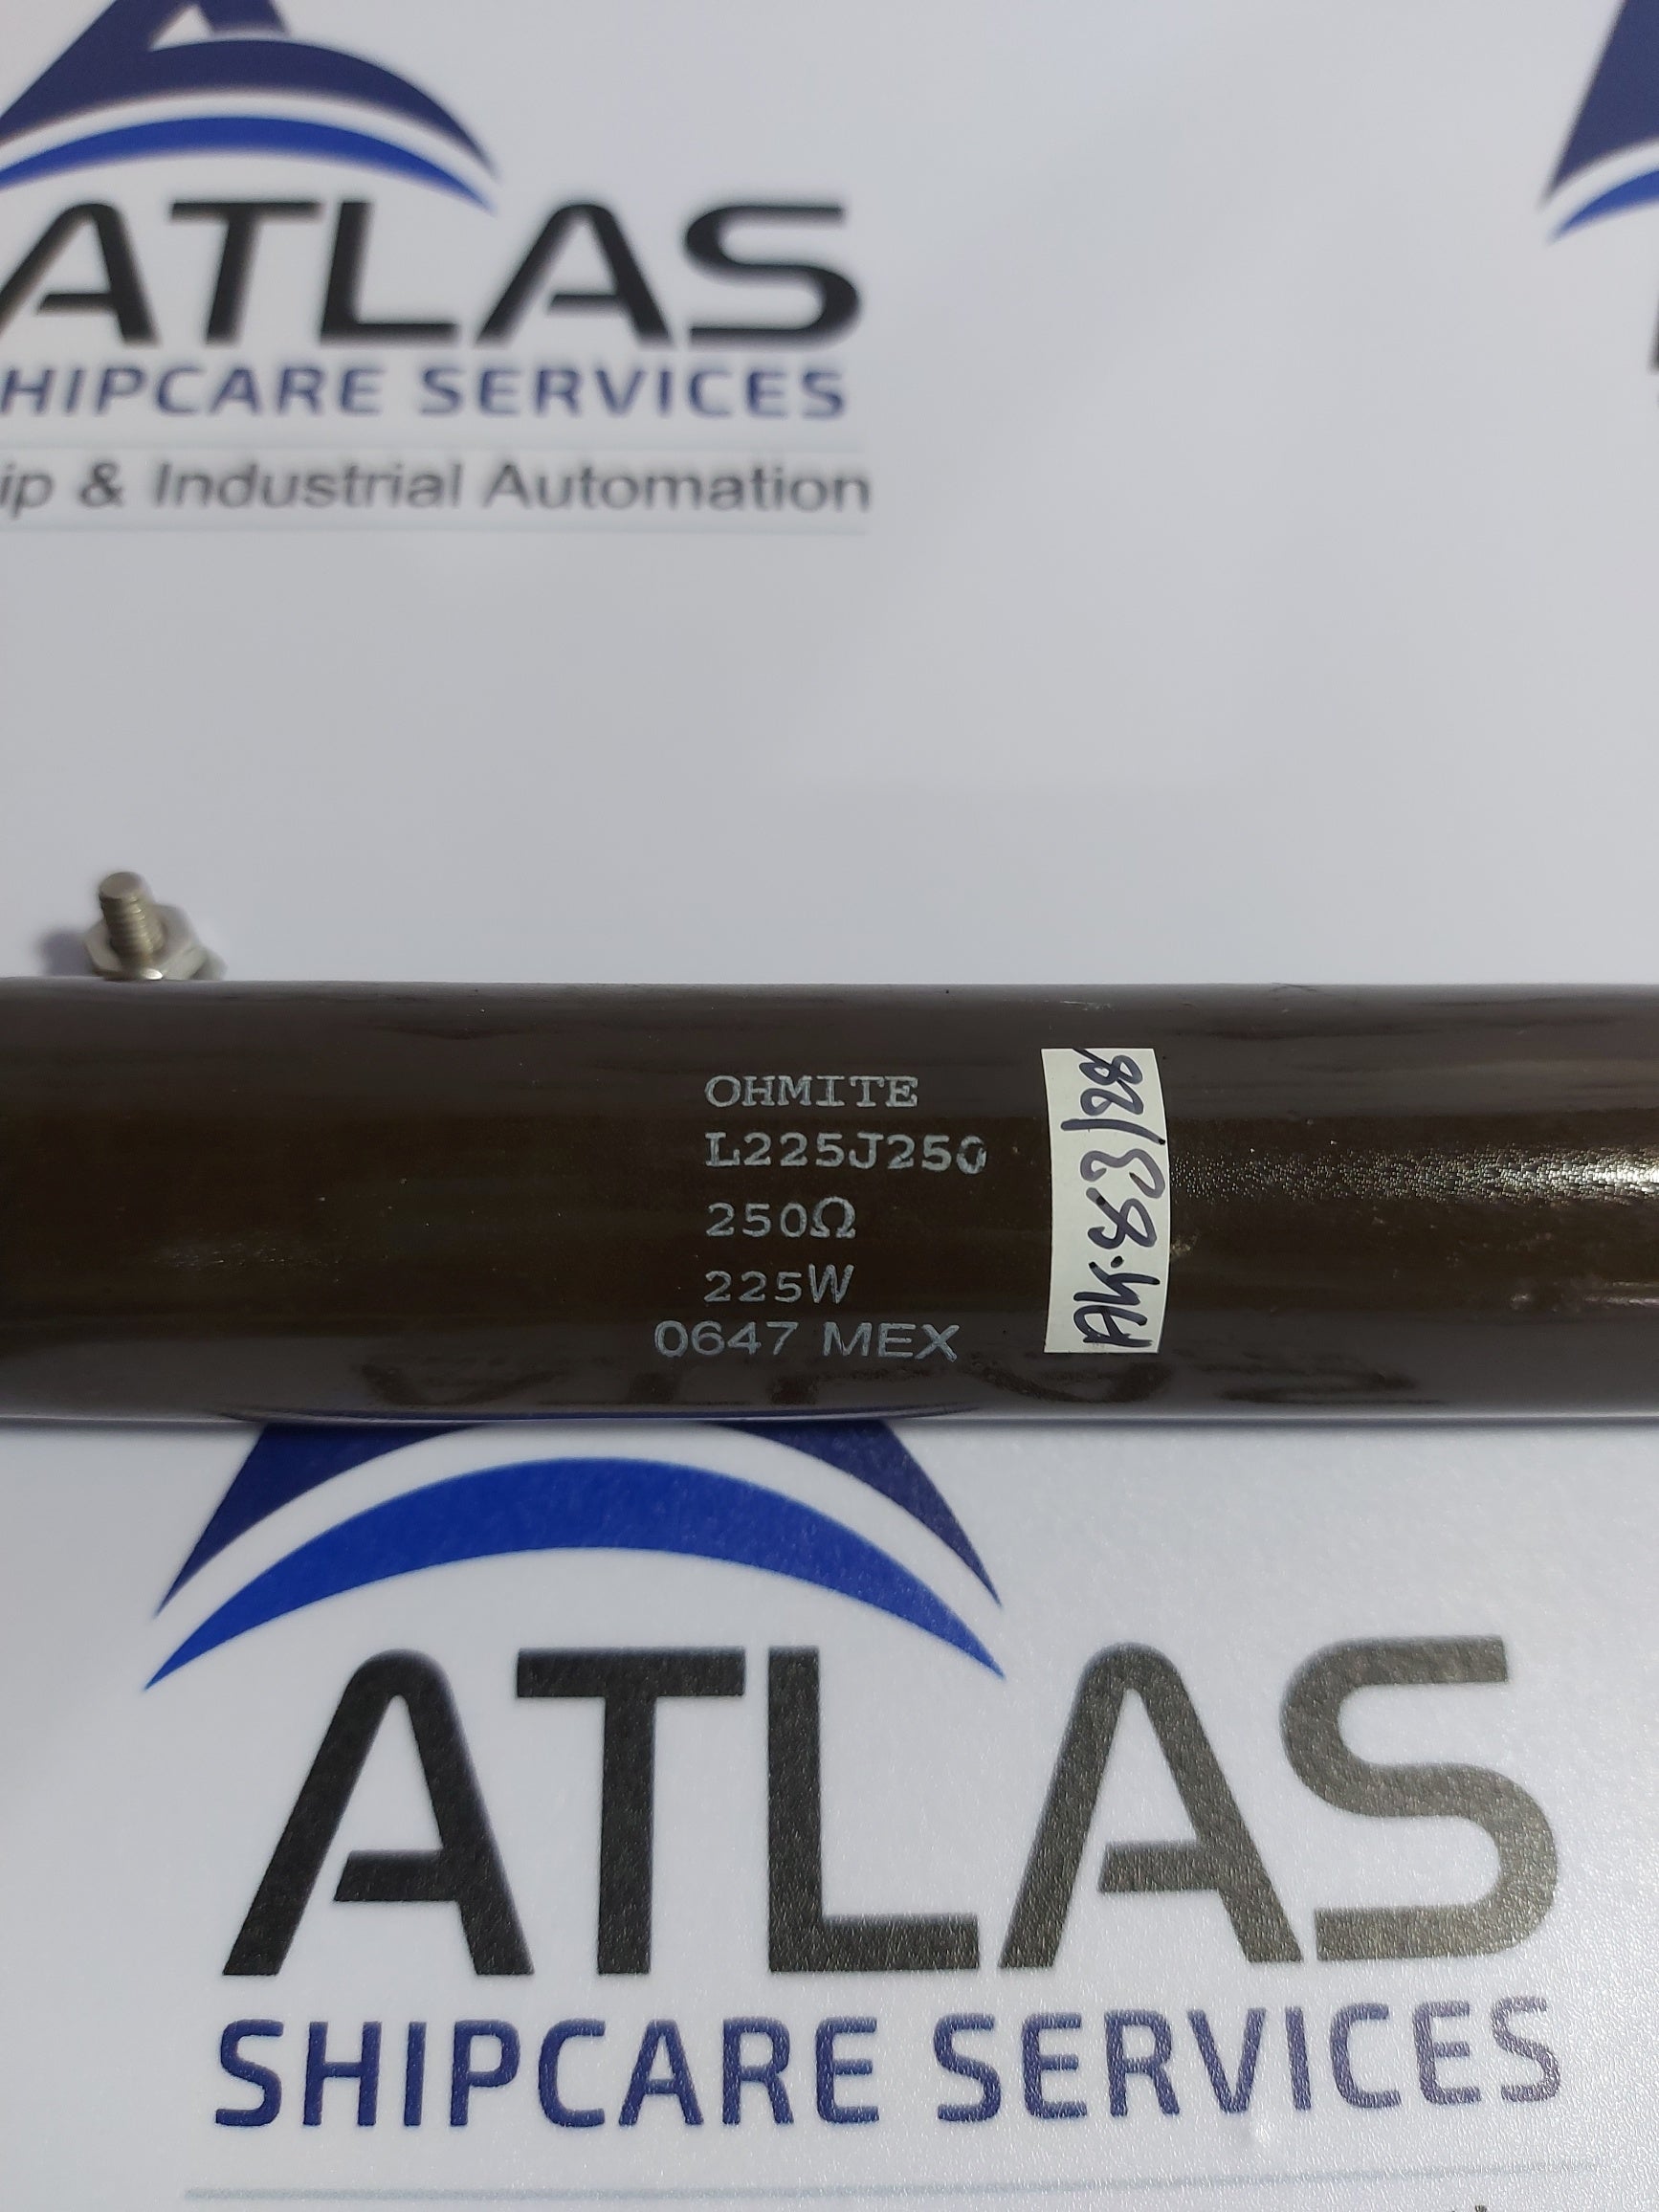 ATLAS
HIPCARE SERVICES
ip & Industrial Automation
OHMITE
L225J250
250Ω
225W
0647 MEX
ATLAS
SHIPCARE SERVICES